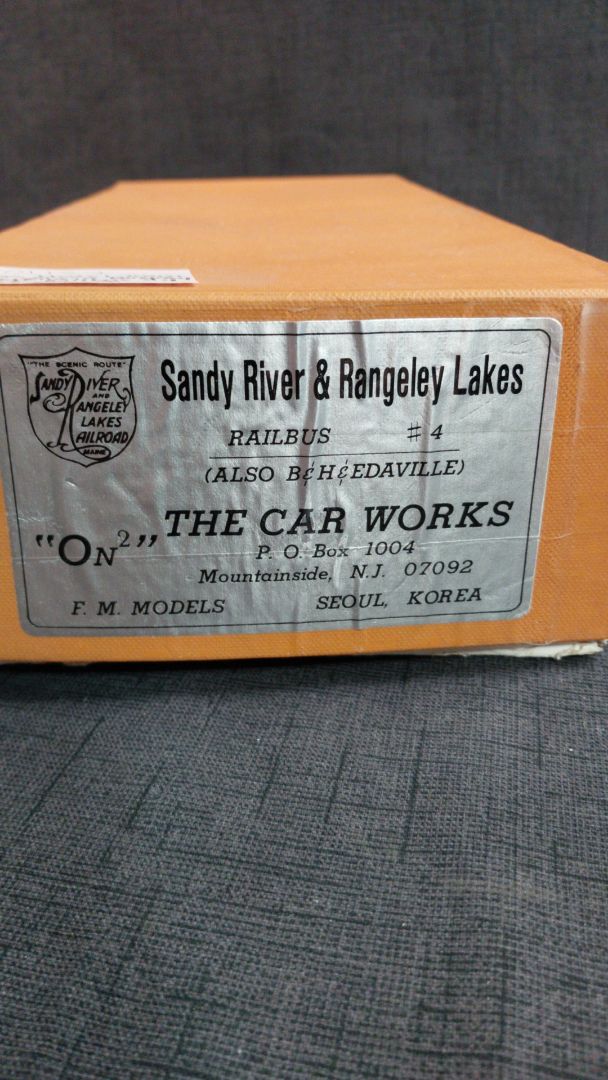 "THE SCENIC ROUTE"
SANDY RIVER
AND
RANGELEY
LAKES
RAILROAD
MAINE
Sandy River & Rangeley Lakes
RAILBUS # 4
(ALSO B&H & EDAVILLE)
"On²" THE CAR WORKS
P. O. Box 1004
Mountainside, N.J. 07092
F. M. MODELS SEOUL, KOREA